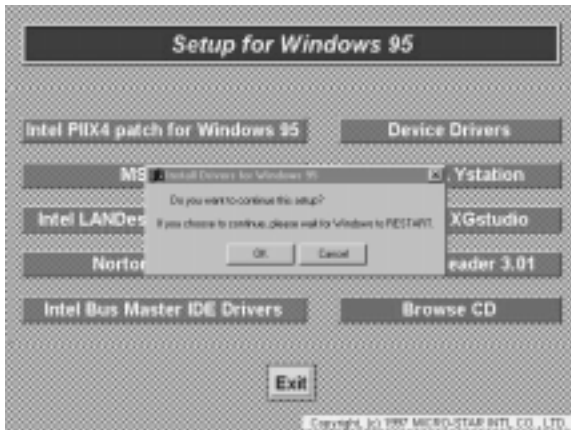 Setup for Windows 95
Intel PIIX4 patch for Windows 95
Device Drivers
MS
Ystation
Install Drivers for Windows 95
Do you want to continue this setup?
If you choose to continue, please wait for Windows to RESTART.
OK
Cancel
Intel LANDes
XGstudio
Norto
eader 3.01
Intel Bus Master IDE Drivers
Browse CD
Exit
Copyright, (c) 1997 MICRO-STAR INT'L CO., LTD.